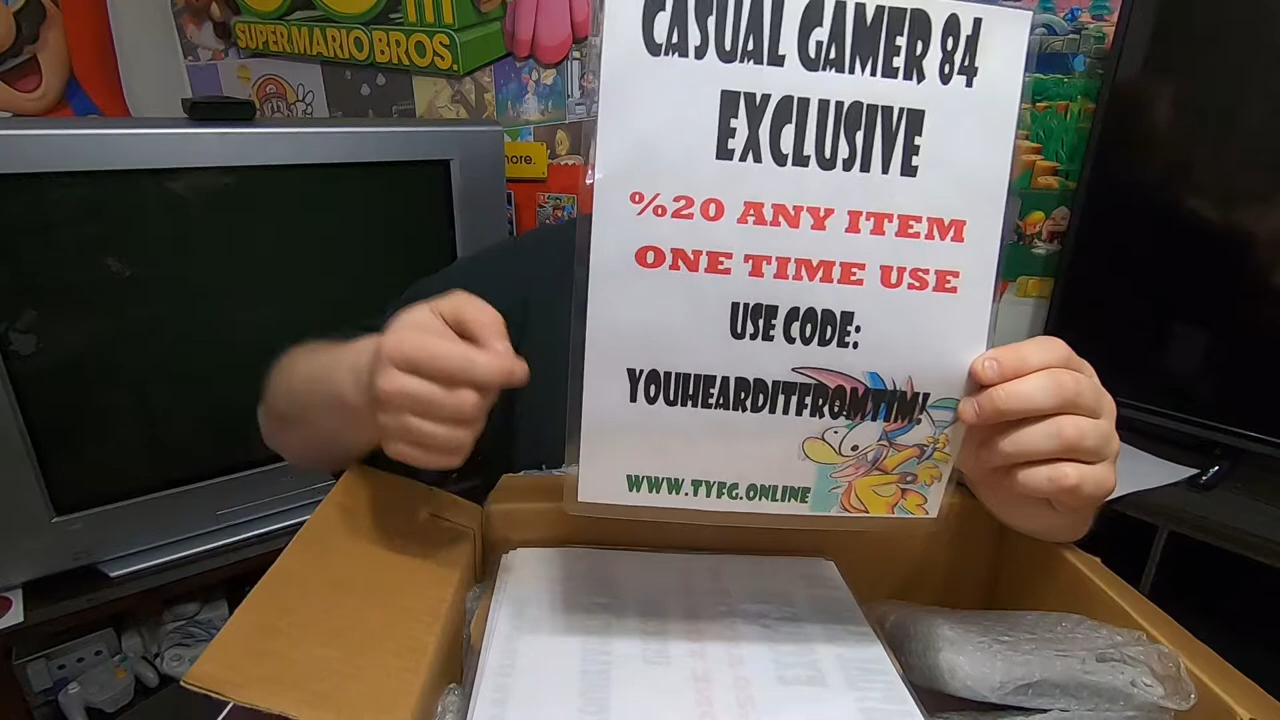 SUPER MARIO BROS.
more.
CASUAL GAMER 84
EXCLUSIVE
%20 ANY ITEM
ONE TIME USE
USE CODE:
YOUHEARDITFROMTIM!
WWW.TYFG.ONLINE